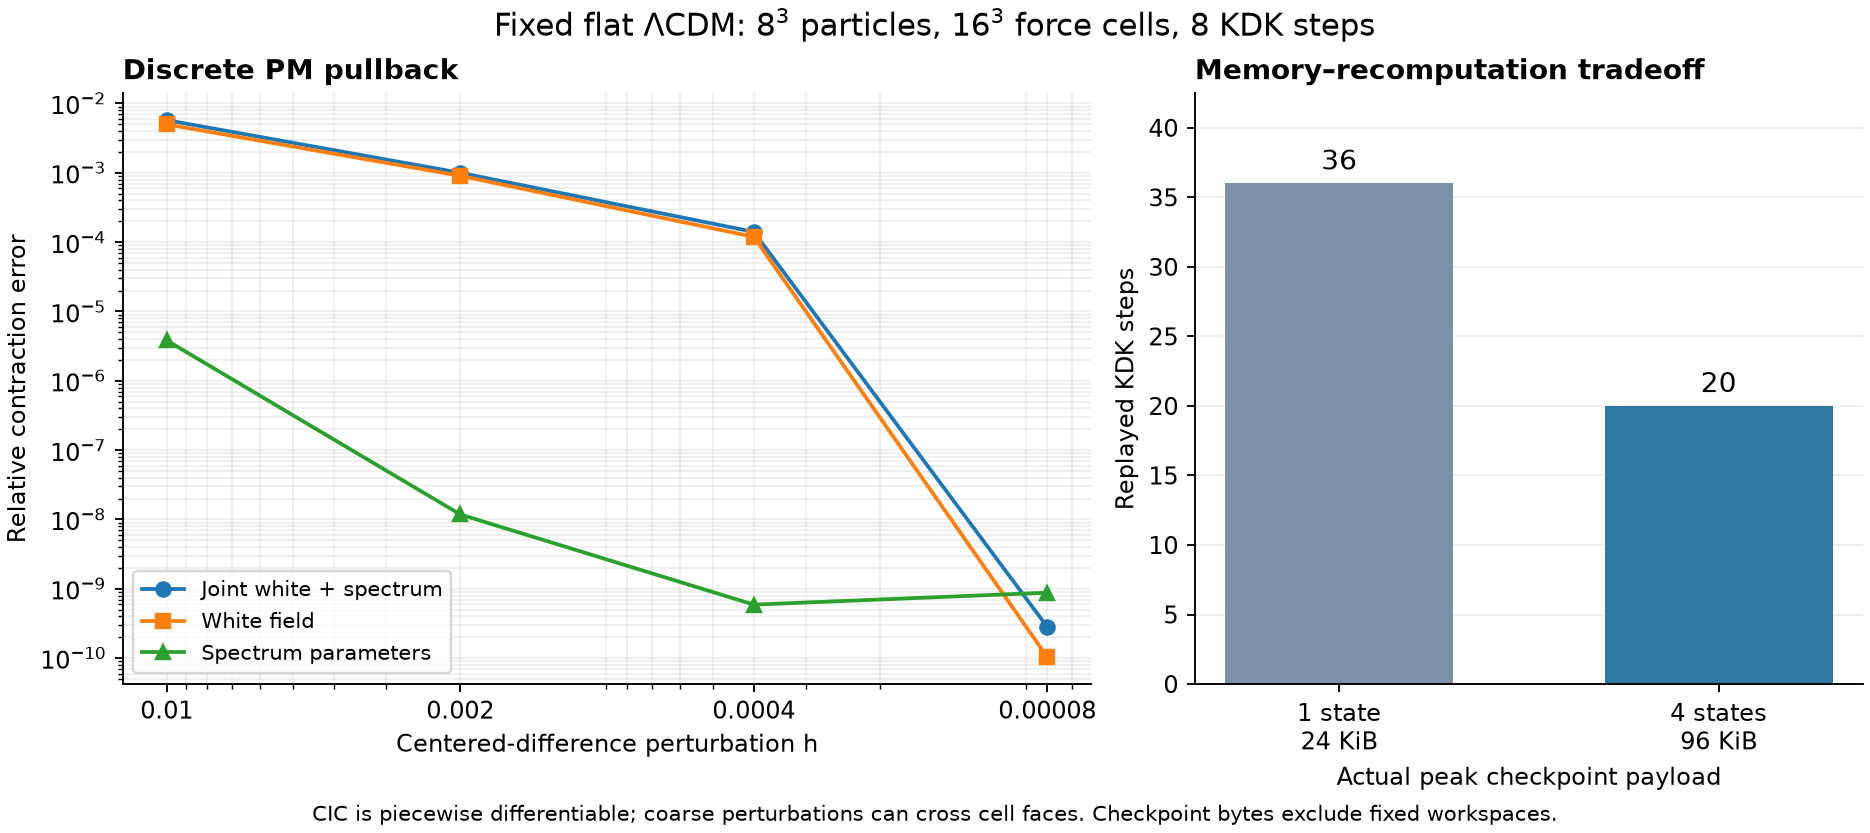 Fixed flat ΛCDM: 8³ particles, 16³ force cells, 8 KDK steps
Discrete PM pullback
Relative contraction error
10⁻²
10⁻³
10⁻⁴
10⁻⁵
10⁻⁶
10⁻⁷
10⁻⁸
10⁻⁹
10⁻¹⁰
Joint white + spectrum
White field
Spectrum parameters
0.01 0.002 0.0004 0.00008
Centered-difference perturbation h
Memory–recomputation tradeoff
Replayed KDK steps
40
35
30
25
20
15
10
5
0
36
20
1 state
24 KiB
4 states
96 KiB
Actual peak checkpoint payload
CIC is piecewise differentiable; coarse perturbations can cross cell faces. Checkpoint bytes exclude fixed workspaces.